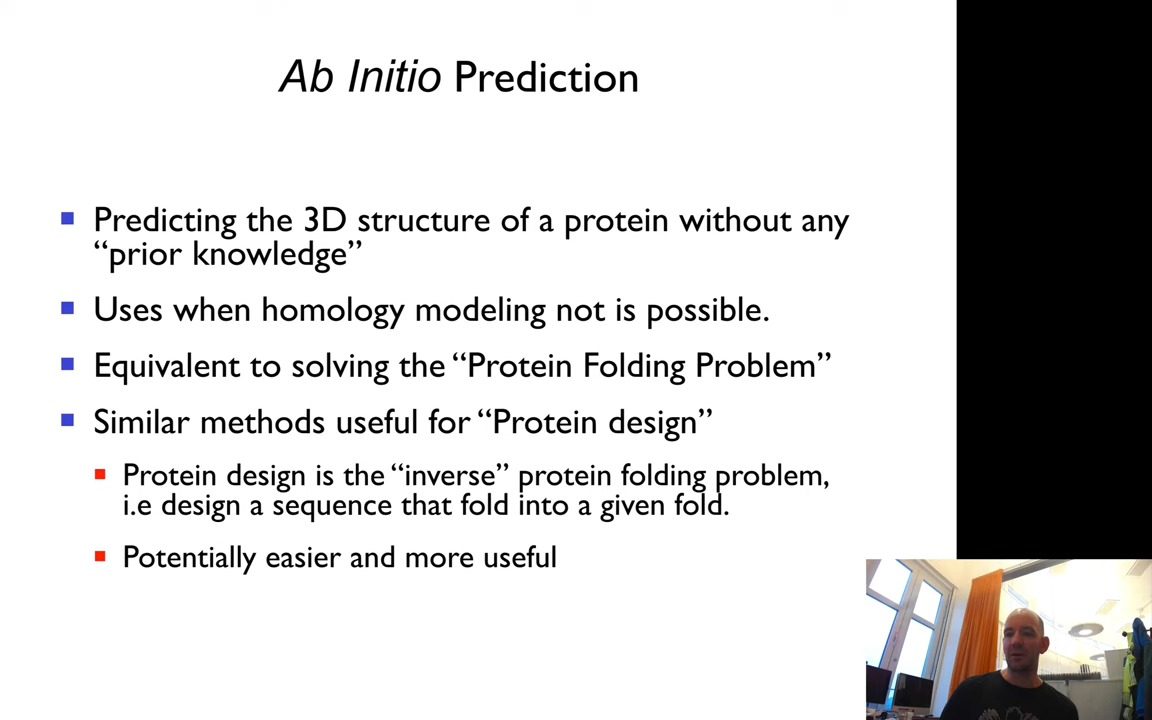 Ab Initio Prediction
Predicting the 3D structure of a protein without any
“prior knowledge”
Uses when homology modeling not is possible.
Equivalent to solving the “Protein Folding Problem”
Similar methods useful for “Protein design”
Protein design is the “inverse” protein folding problem,
i.e design a sequence that fold into a given fold.
Potentially easier and more useful